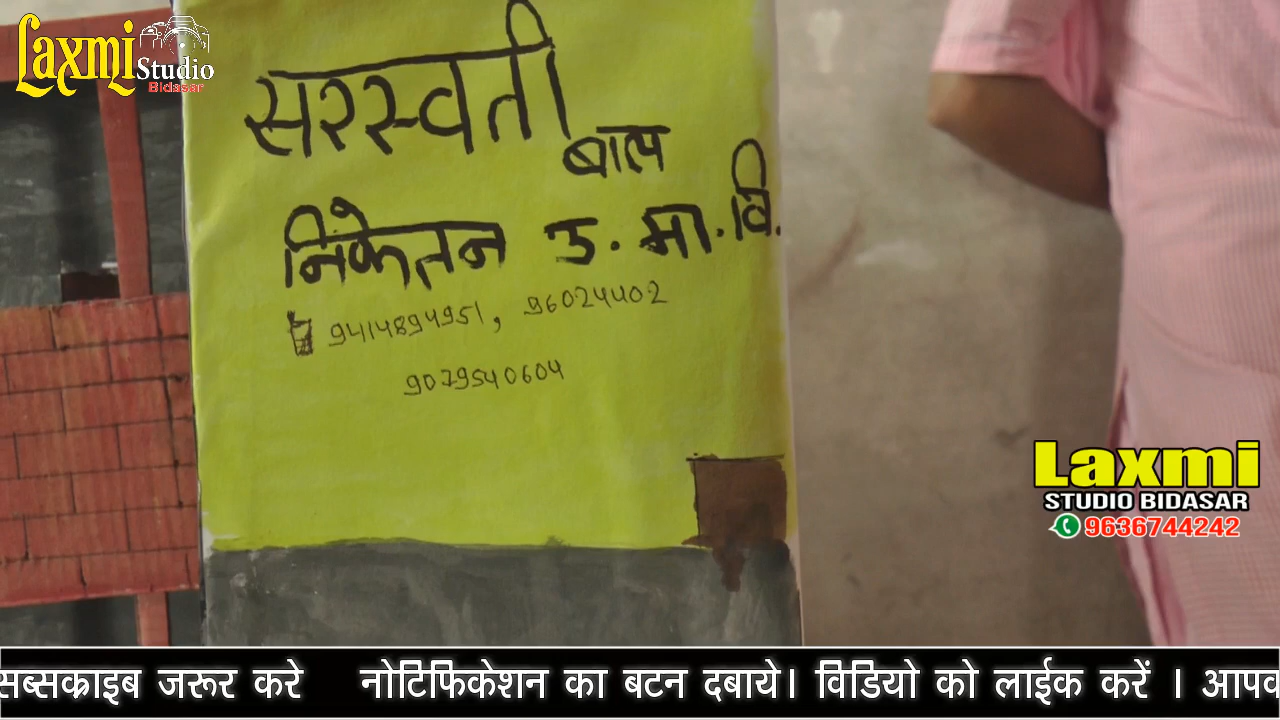 Laxmi
Studio
Bidasar
सरस्वती
बाल
निकेतन उ. मा. वि.
9414894951, 96024402
9079540604
Laxmi
STUDIO BIDASAR
9636744242
सब्सक्राइब जरूर करे नोटिफिकेशन का बटन दबाये। विडियो को लाईक करें । आपव